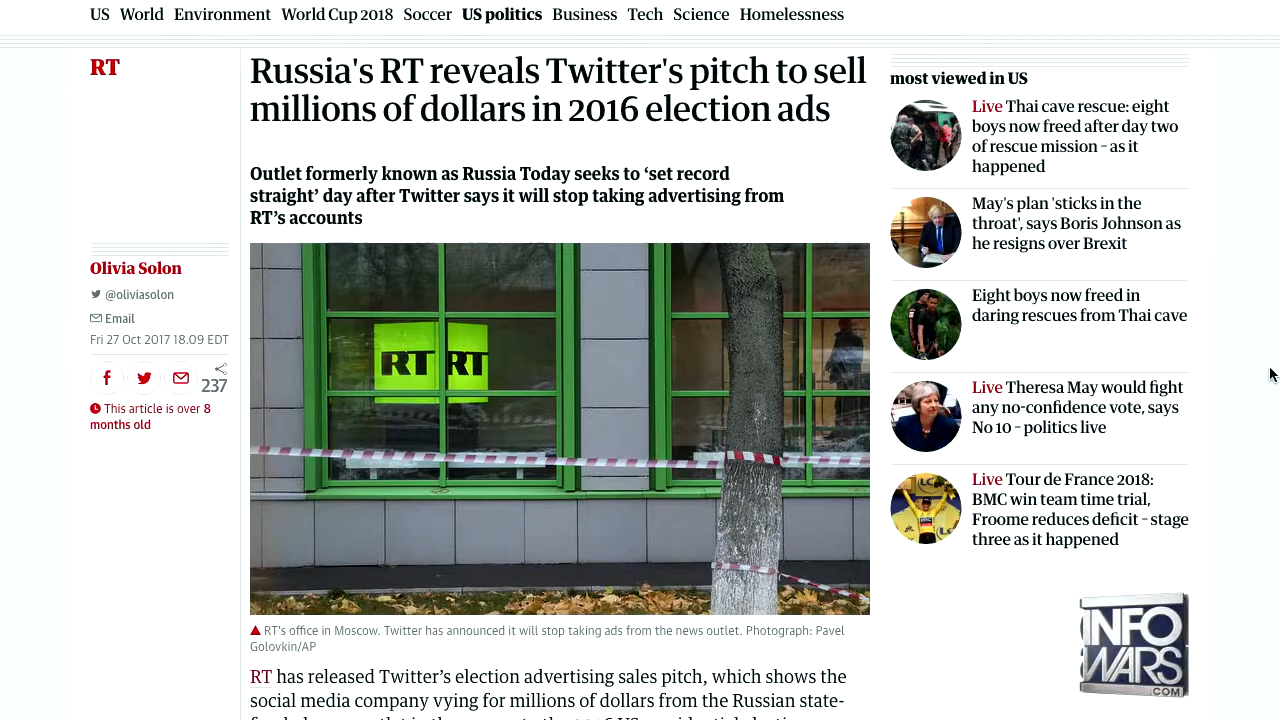 US World Environment World Cup 2018 Soccer US politics Business Tech Science Homelessness
RT
Russia's RT reveals Twitter's pitch to sell
millions of dollars in 2016 election ads
Outlet formerly known as Russia Today seeks to ‘set record
straight’ day after Twitter says it will stop taking advertising from
RT’s accounts
Olivia Solon
@oliviasolon
Email
Fri 27 Oct 2017 18.09 EDT
237
This article is over 8
months old
RT RT
RT's office in Moscow. Twitter has announced it will stop taking ads from the news outlet. Photograph: Pavel
Golovkin/AP
RT has released Twitter’s election advertising sales pitch, which shows the
social media company vying for millions of dollars from the Russian state-
most viewed in US
Live Thai cave rescue: eight
boys now freed after day two
of rescue mission – as it
happened
May's plan 'sticks in the
throat', says Boris Johnson as
he resigns over Brexit
Eight boys now freed in
daring rescues from Thai cave
Live Theresa May would fight
any no-confidence vote, says
No 10 – politics live
Live Tour de France 2018:
BMC win team time trial,
Froome reduces deficit – stage
three as it happened
INFO
WARS
.COM